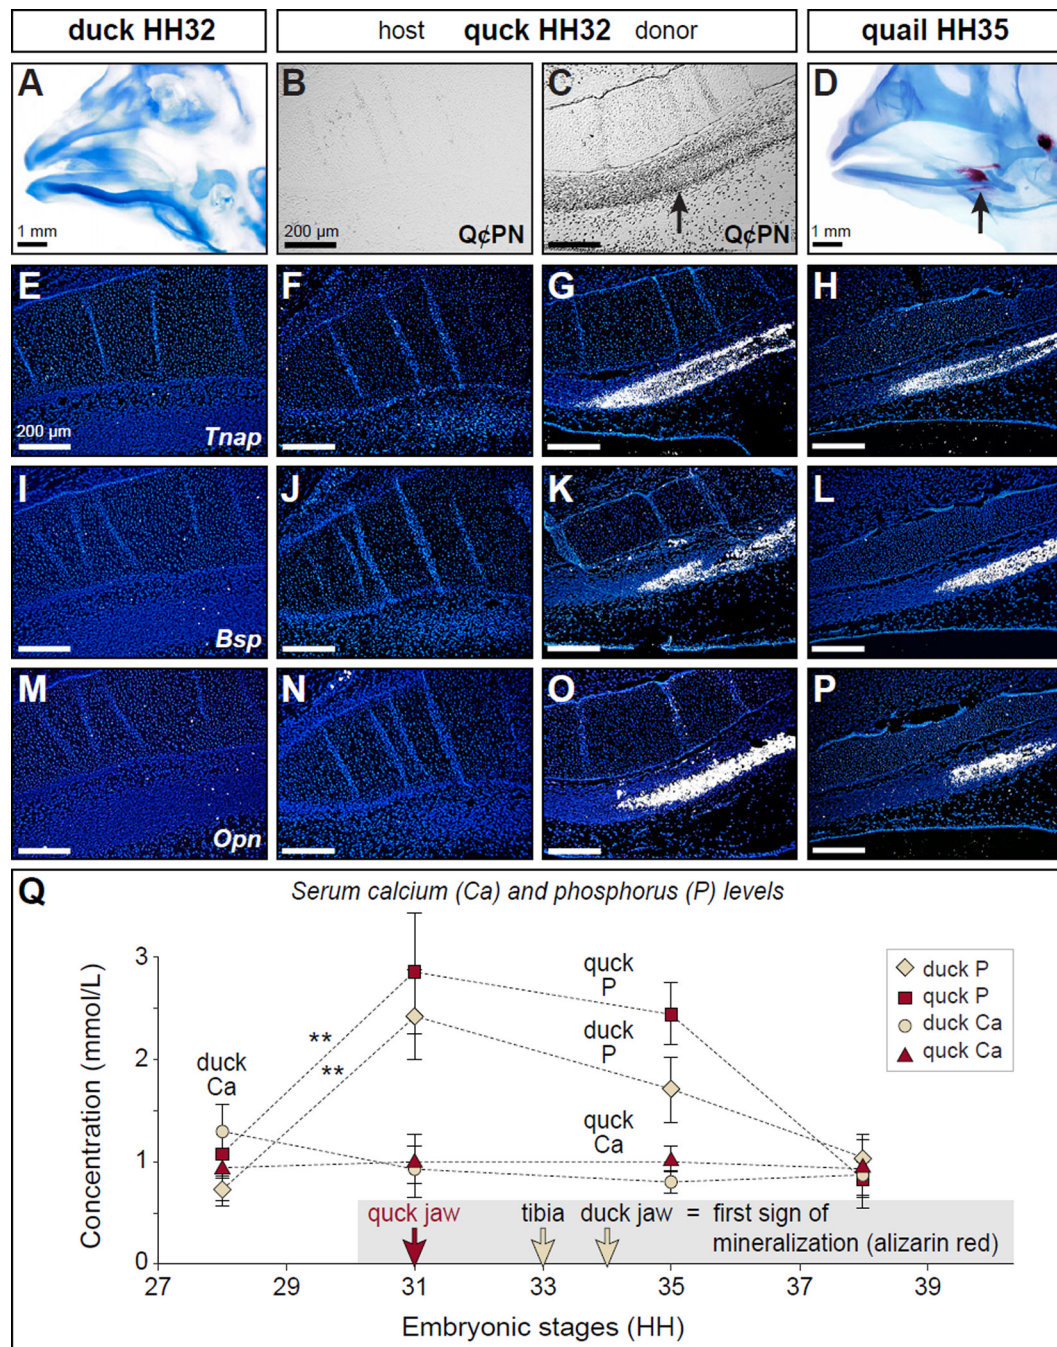 duck HH32
host quck HH32 donor
quail HH35
A
B
C
D
1 mm
200 µm
Q¢PN
Q¢PN
1 mm
E
F
G
H
200 µm
Tnap
I
J
K
L
Bsp
M
N
O
P
Opn
Q
Serum calcium (Ca) and phosphorus (P) levels
Concentration (mmol/L)
3
2
1
0
duck
Ca
**
**
quck
P
duck
P
quck
Ca
duck P
quck P
duck Ca
quck Ca
quck jaw
tibia duck jaw = first sign of
mineralization (alizarin red)
27 29 31 33 35 37 39
Embryonic stages (HH)